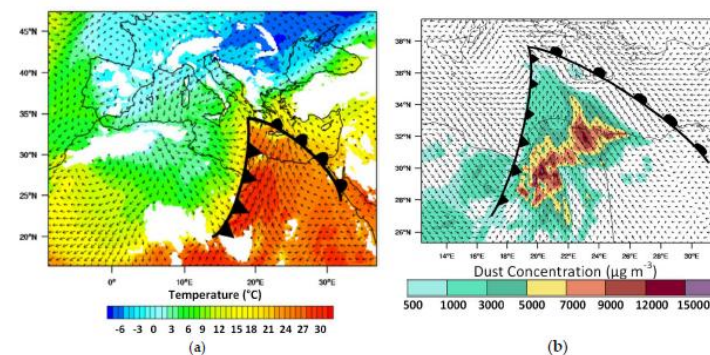 45°N
40°N
35°N
30°N
25°N
20°N
0° 10°E 20°E 30°E
Temperature (°C)
-6 -3 0 3 6 9 12 15 18 21 24 27 30
(a)
38°N
36°N
34°N
32°N
30°N
28°N
26°N
14°E 16°E 18°E 20°E 22°E 24°E 26°E 28°E 30°E
Dust Concentration (µg m⁻³)
500 1000 3000 5000 7000 9000 12000 15000
(b)